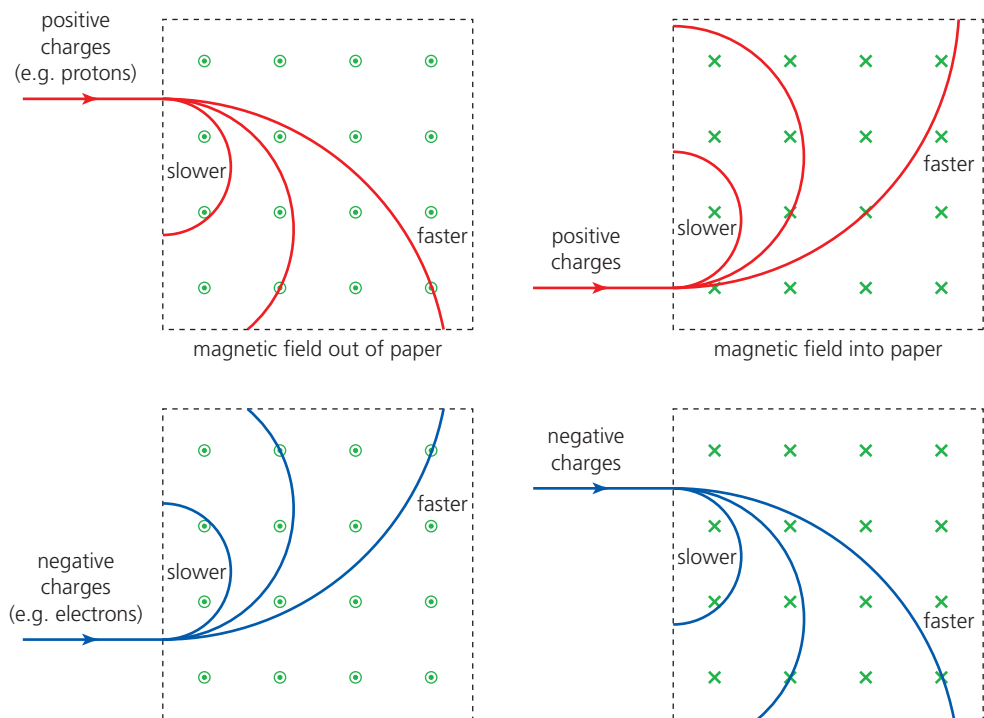 positive
charges
(e.g. protons)
slower
faster
magnetic field out of paper
positive
charges
slower
faster
magnetic field into paper
negative
charges
(e.g. electrons)
slower
faster
negative
charges
slower
faster